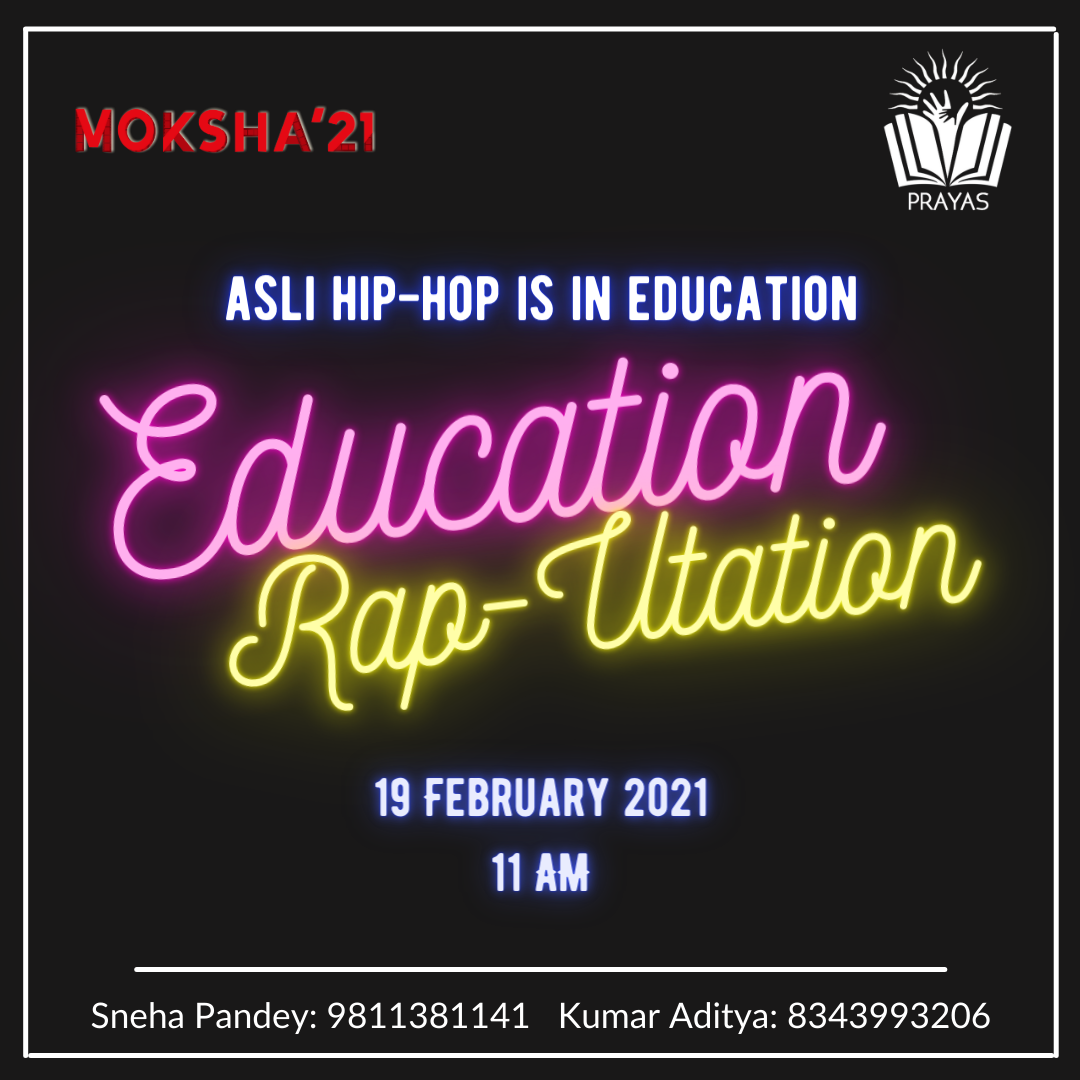 MOKSHA'21
PRAYAS
ASLI HIP-HOP IS IN EDUCATION
Education
Rap-Utation
19 FEBRUARY 2021
11 AM
Sneha Pandey: 9811381141 Kumar Aditya: 8343993206